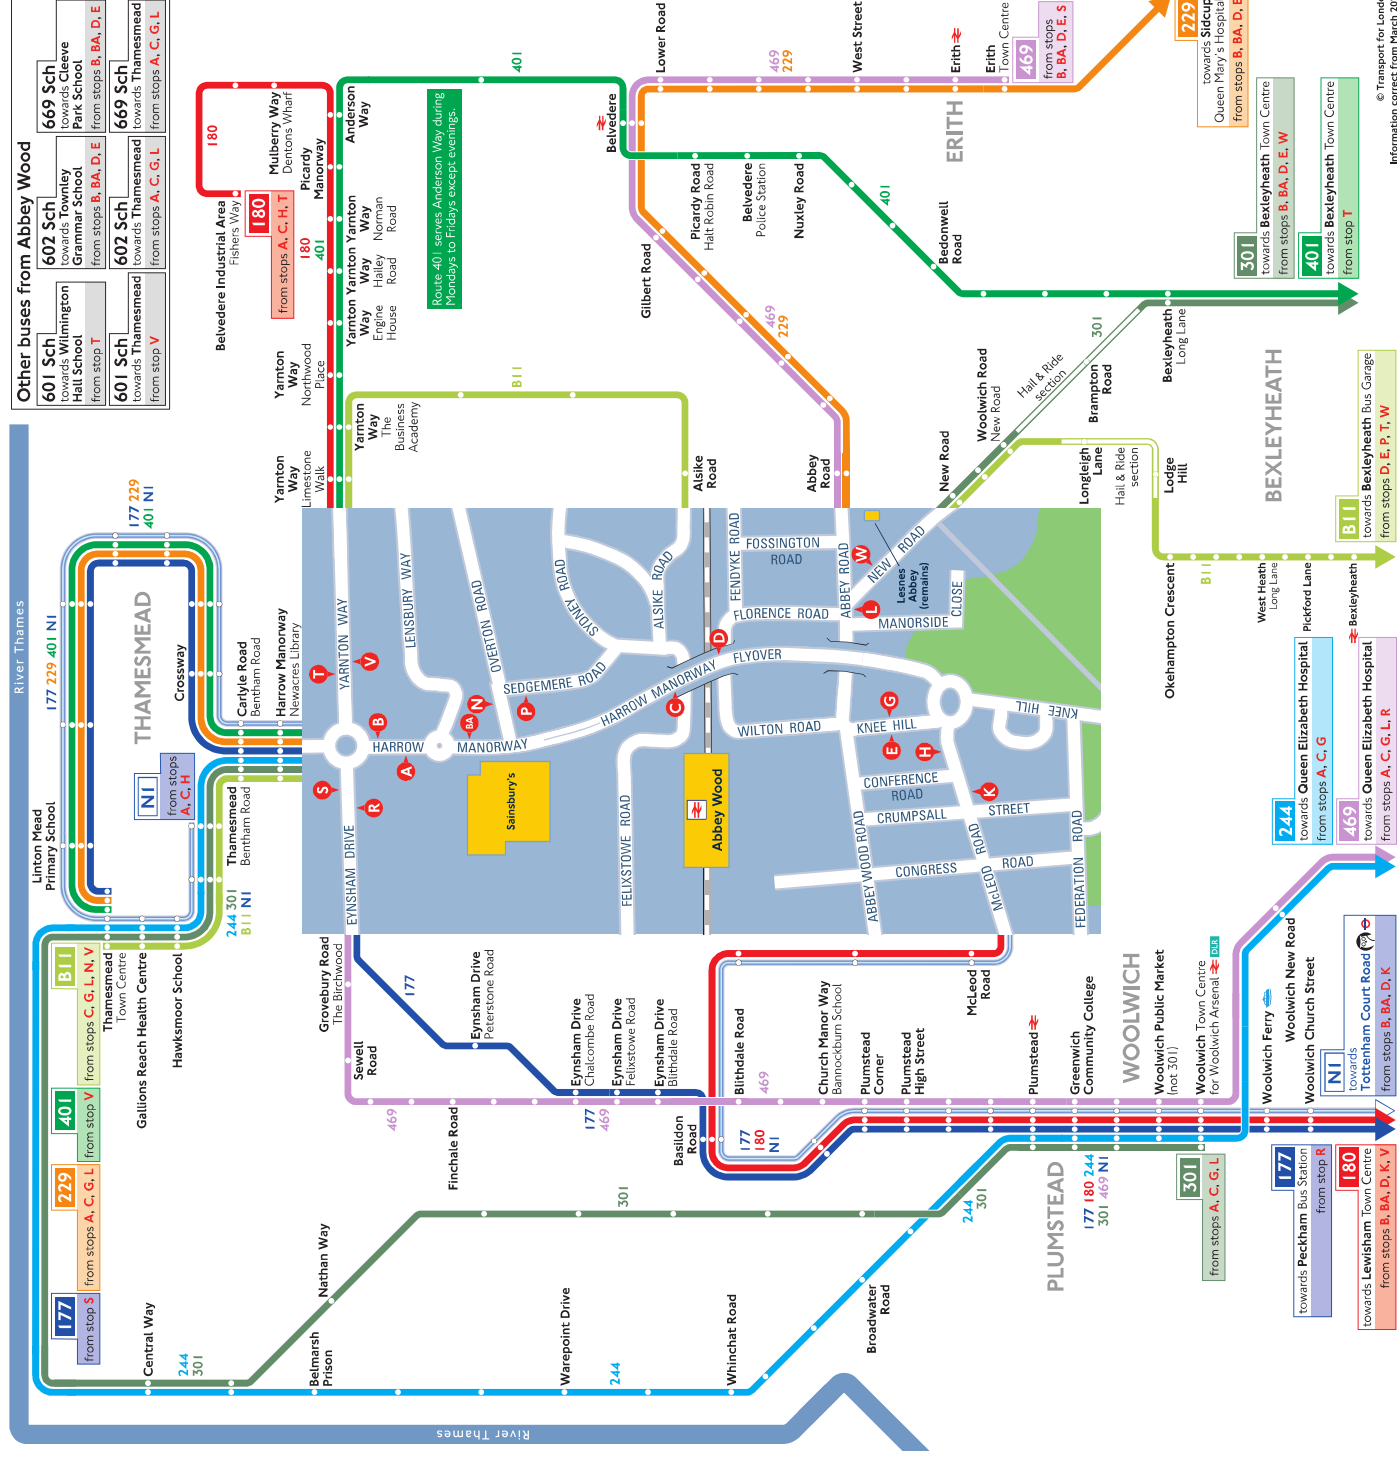 Other buses from Abbey Wood
601 Sch
towards Wilmington
Hall School
from stop T
602 Sch
towards Townley
Grammar School
from stops B, BA, D, E
669 Sch
towards Cleeve
Park School
from stops B, BA, D, E
601 Sch
towards Thamesmead
from stop V
602 Sch
towards Thamesmead
from stops A, C, G, L
669 Sch
towards Thamesmead
from stops A, C, G, L
River Thames
River Thames
177
from stop S
229
from stops A, C, G, L
401
from stop V
B11
from stops C, G, L, N, V
Linton Mead
Primary School
177 229 401 N1
177 229
401 N1
THAMESMEAD
Thamesmead
Town Centre
Gallions Reach Health Centre
Hawksmoor School
N1
from stops
A, C, H
Crossway
Central Way
244
301
244 301
B11 N1
Thamesmead
Bentham Road
Carlyle Road
Bentham Road
Harrow Manorway
Newacres Library
Belvedere Industrial Area
Fishers Way
180
Mulberry Way
Dentons Wharf
180
from stops A, C, H, T
180
401
Yarnton
Way
Limestone
Walk
Yarnton
Way
Northwood
Place
Picardy
Manorway
Yarnton
Way
The
Business
Academy
Yarnton
Way
Engine
House
Yarnton
Way
Hailey
Road
Yarnton
Way
Norman
Road
Anderson
Way
Route 401 serves Anderson Way during
Mondays to Fridays except evenings.
401
B11
Nathan Way
Belmarsh
Prison
Grovebury Road
The Birchwood
Sewell
Road
177
469
Eynsham Drive
Peterstone Road
Finchale Road
Eynsham Drive
Chalcombe Road
Eynsham Drive
Felixstowe Road
Eynsham Drive
Blithdale Road
177
469
301
Warepoint Drive
244
Whinchat Road
Basildon
Road
Blithdale Road
469
177
180
N1
Church Manor Way
Bannockburn School
Plumstead
Corner
Plumstead
High Street
Broadwater
Road
McLeod
Road
244
301
EYNSHAM DRIVE
YARNTON WAY
HARROW
MANORWAY
LENSBURY WAY
OVERTON ROAD
SYDNEY ROAD
SEDGEMERE ROAD
ALSIKE ROAD
HARROW MANORWAY
FLYOVER
FELIXSTOWE ROAD
Sainsbury's
Abbey Wood
FENDYKE ROAD
FOSSINGTON
ROAD
FLORENCE ROAD
WILTON ROAD
ABBEY ROAD
NEW ROAD
Lesnes
Abbey
(remains)
MANORSIDE
CLOSE
KNEE HILL
KNEE HILL
ABBEY WOOD ROAD
CONFERENCE
ROAD
CRUMPSALL
STREET
CONGRESS
ROAD
McLEOD
ROAD
FEDERATION
ROAD
S
R
T
V
B
A
BA
N
P
C
D
G
E
H
K
L
W
Alsike
Road
Abbey
Road
Belvedere
Gilbert Road
469
229
Lower Road
469
229
West Street
Erith
Erith
Town Centre
ERITH
469
from stops
B, BA, D, E, S
229
towards Sidcup
Queen Mary's Hospital
from stops B, BA, D, E
Picardy Road
Halt Robin Road
Belvedere
Police Station
Nuxley Road
401
Bedonwell
Road
New Road
Woolwich Road
New Road
Hail & Ride
section
301
Brampton
Road
Bexleyheath
Long Lane
Longleigh
Lane
Hail & Ride
section
Lodge
Hill
Okehampton Crescent
B11
West Heath
Long Lane
Pickford Lane
Bexleyheath
BEXLEYHEATH
301
towards Bexleyheath Town Centre
from stops B, BA, D, E, W
401
towards Bexleyheath Town Centre
from stop T
B11
towards Bexleyheath Bus Garage
from stops D, E, P, T, W
Plumstead
Greenwich
Community College
WOOLWICH
Woolwich Public Market
(not 301)
Woolwich Town Centre
for Woolwich Arsenal
DLR
PLUMSTEAD
177 180 244
301 469 N1
301
from stops A, C, G, L
Woolwich Ferry
Woolwich New Road
Woolwich Church Street
244
towards Queen Elizabeth Hospital
from stops A, C, G
469
towards Queen Elizabeth Hospital
from stops A, C, G, L, R
177
towards Peckham Bus Station
from stop R
180
towards Lewisham Town Centre
from stops B, BA, D, K, V
N1
towards
Tottenham Court Road
from stops B, BA, D, K
© Transport for London
Information correct from March